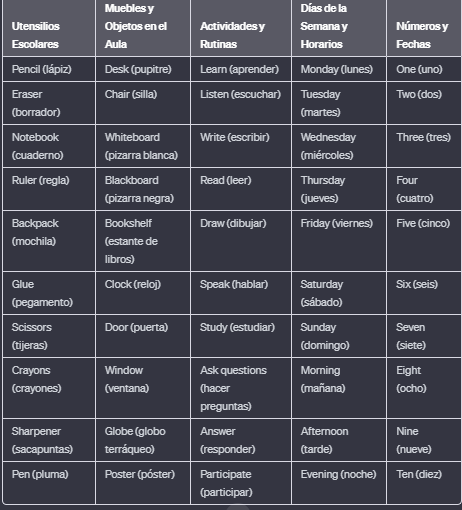 Utensilios
Escolares
Muebles y
Objetos en el
Aula
Actividades y
Rutinas
Días de la
Semana y
Horarios
Números y
Fechas
Pencil (lápiz)
Desk (pupitre)
Learn (aprender)
Monday (lunes)
One (uno)
Eraser
(borrador)
Chair (silla)
Listen (escuchar)
Tuesday
(martes)
Two (dos)
Notebook
(cuaderno)
Whiteboard
(pizarra blanca)
Write (escribir)
Wednesday
(miércoles)
Three (tres)
Ruler (regla)
Blackboard
(pizarra negra)
Read (leer)
Thursday
(jueves)
Four
(cuatro)
Backpack
(mochila)
Bookshelf
(estante de
libros)
Draw (dibujar)
Friday (viernes)
Five (cinco)
Glue
(pegamento)
Clock (reloj)
Speak (hablar)
Saturday
(sábado)
Six (seis)
Scissors
(tijeras)
Door (puerta)
Study (estudiar)
Sunday
(domingo)
Seven
(siete)
Crayons
(crayones)
Window
(ventana)
Ask questions
(hacer
preguntas)
Morning
(mañana)
Eight
(ocho)
Sharpener
(sacapuntas)
Globe (globo
terráqueo)
Answer
(responder)
Afternoon
(tarde)
Nine
(nueve)
Pen (pluma)
Poster (póster)
Participate
(participar)
Evening (noche)
Ten (diez)